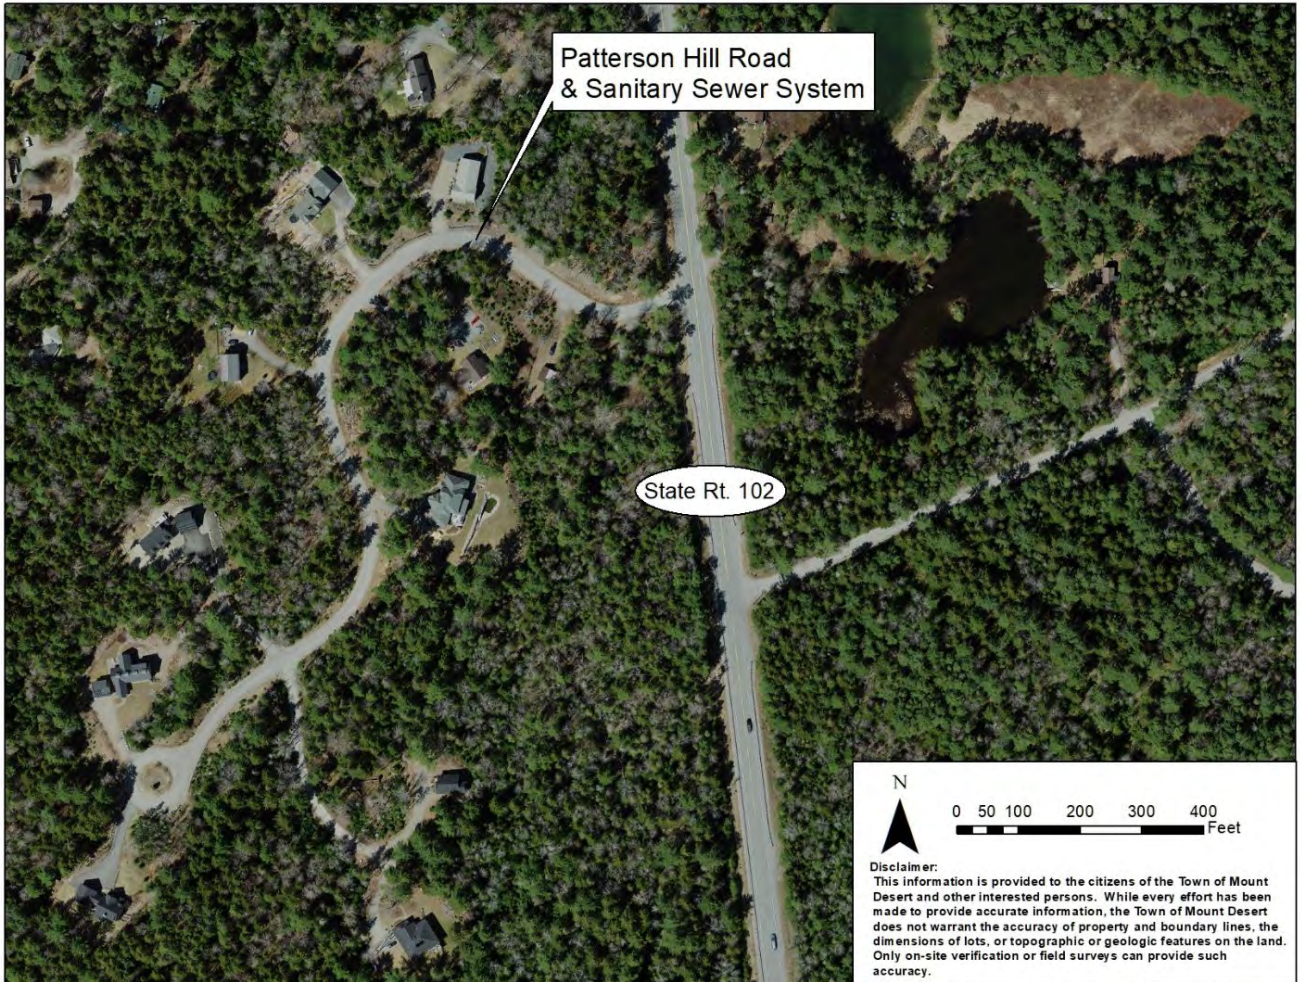 Patterson Hill Road
& Sanitary Sewer System
State Rt. 102
N
0 50 100 200 300 400
Feet
Disclaimer:
This information is provided to the citizens of the Town of Mount
Desert and other interested persons. While every effort has been
made to provide accurate information, the Town of Mount Desert
does not warrant the accuracy of property and boundary lines, the
dimensions of lots, or topographic or geologic features on the land.
Only on-site verification or field surveys can provide such
accuracy.